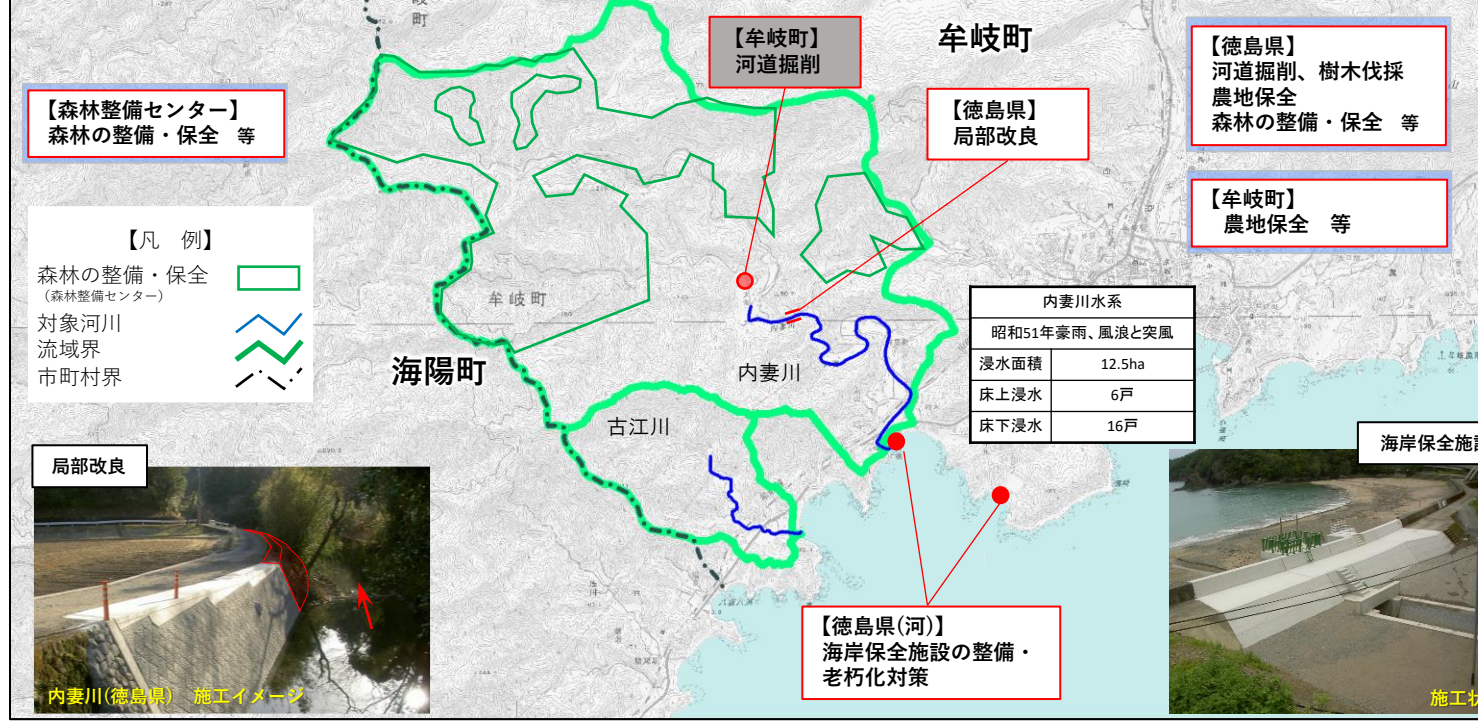 牟岐町
【牟岐町】
河道掘削
【徳島県】
河道掘削、樹木伐採
農地保全
森林の整備・保全 等
【森林整備センター】
森林の整備・保全 等
【徳島県】
局部改良
【牟岐町】
農地保全 等
【凡 例】
森林の整備・保全
(森林整備センター)
対象河川
流域界
市町村界
牟岐町
海陽町
内妻川
古江川
内妻川水系
昭和51年豪雨、風浪と突風
浸水面積 12.5ha
床上浸水 6戸
床下浸水 16戸
局部改良
内妻川(徳島県) 施工イメージ
【徳島県(河)】
海岸保全施設の整備・
老朽化対策
海岸保全施設
施工状